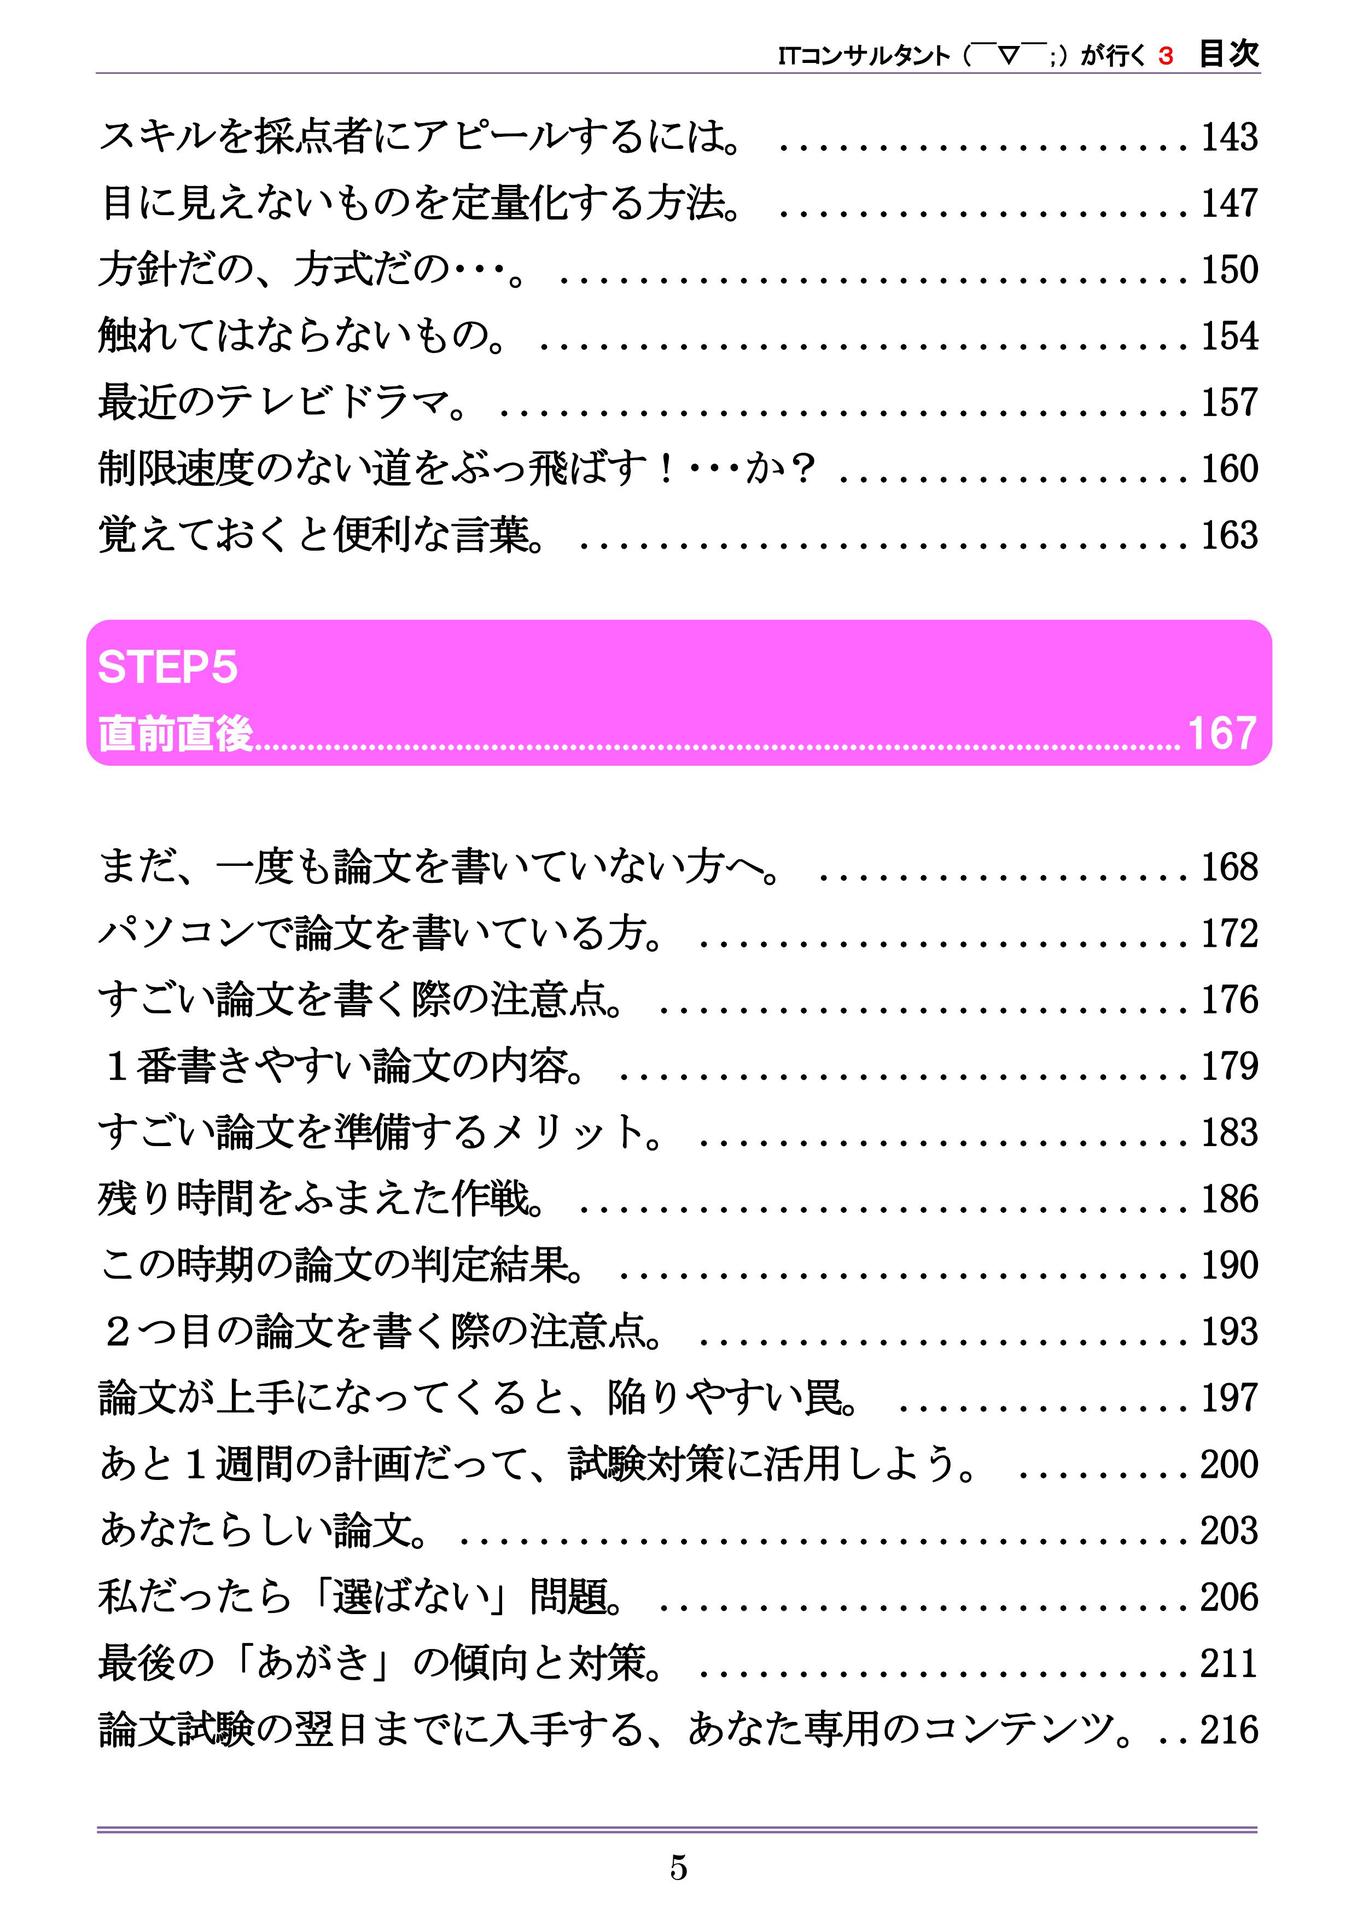 ITコンサルタント（￣▽￣;）が行く 3　目次
スキルを採点者にアピールするには。 ..................... 143
目に見えないものを定量化する方法。 ..................... 147
方針だの、方式だの･･･。 ................................ 150
触れてはならないもの。 ................................. 154
最近のテレビドラマ。 ................................... 157
制限速度のない道をぶっ飛ばす！･･･か？ .................. 160
覚えておくと便利な言葉。 ............................... 163
STEP5
直前直後........................................................................................................ 167
まだ、一度も論文を書いていない方へ。 ................... 168
パソコンで論文を書いている方。 ......................... 172
すごい論文を書く際の注意点。 ........................... 176
１番書きやすい論文の内容。 ............................. 179
すごい論文を準備するメリット。 ......................... 183
残り時間をふまえた作戦。 ............................... 186
この時期の論文の判定結果。 ............................. 190
２つ目の論文を書く際の注意点。 ......................... 193
論文が上手になってくると、陥りやすい罠。 ............... 197
あと１週間の計画だって、試験対策に活用しよう。 ......... 200
あなたらしい論文。 ..................................... 203
私だったら「選ばない」問題。 ........................... 206
最後の「あがき」の傾向と対策。 ......................... 211
論文試験の翌日までに入手する、あなた専用のコンテンツ。 .. 216
5